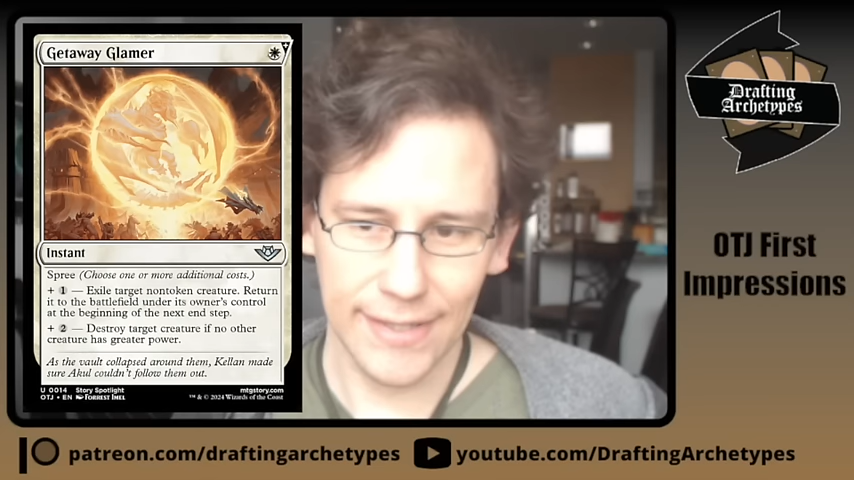 Getaway Glamer
Instant
Spree (Choose one or more additional costs.)
+ 1 — Exile target nontoken creature. Return
it to the battlefield under its owner's control
at the beginning of the next end step.
+ 2 — Destroy target creature if no other
creature has greater power.
As the vault collapsed around them, Kellan made
sure Akul couldn't follow them out.
U 0014 Story Spotlight
OTJ • EN Forrest Imel
mtgstory.com
™ & © 2024 Wizards of the Coast
Drafting
Archetypes
OTJ First
Impressions
patreon.com/draftingarchetypes
youtube.com/DraftingArchetypes